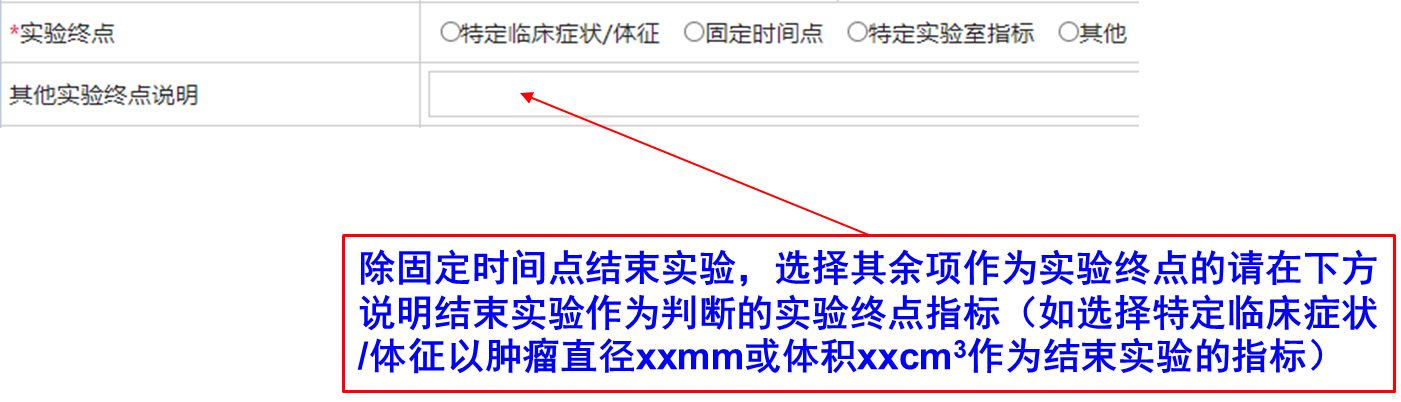 *实验终点 ○特定临床症状/体征 ○固定时间点 ○特定实验室指标 ○其他
其他实验终点说明
除固定时间点结束实验，选择其余项作为实验终点的请在下方
说明结束实验作为判断的实验终点指标（如选择特定临床症状
/体征以肿瘤直径xxmm或体积xxcm³作为结束实验的指标）